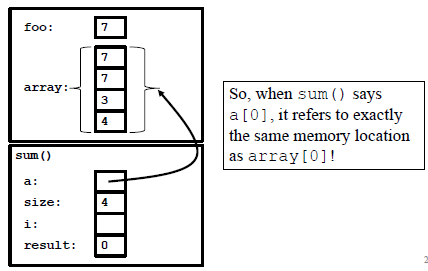 foo: 7
7
7
array:
3
4
sum()
a:
size: 4
i:
result: 0
So, when sum() says
a[0], it refers to exactly
the same memory location
as array[0]!
2